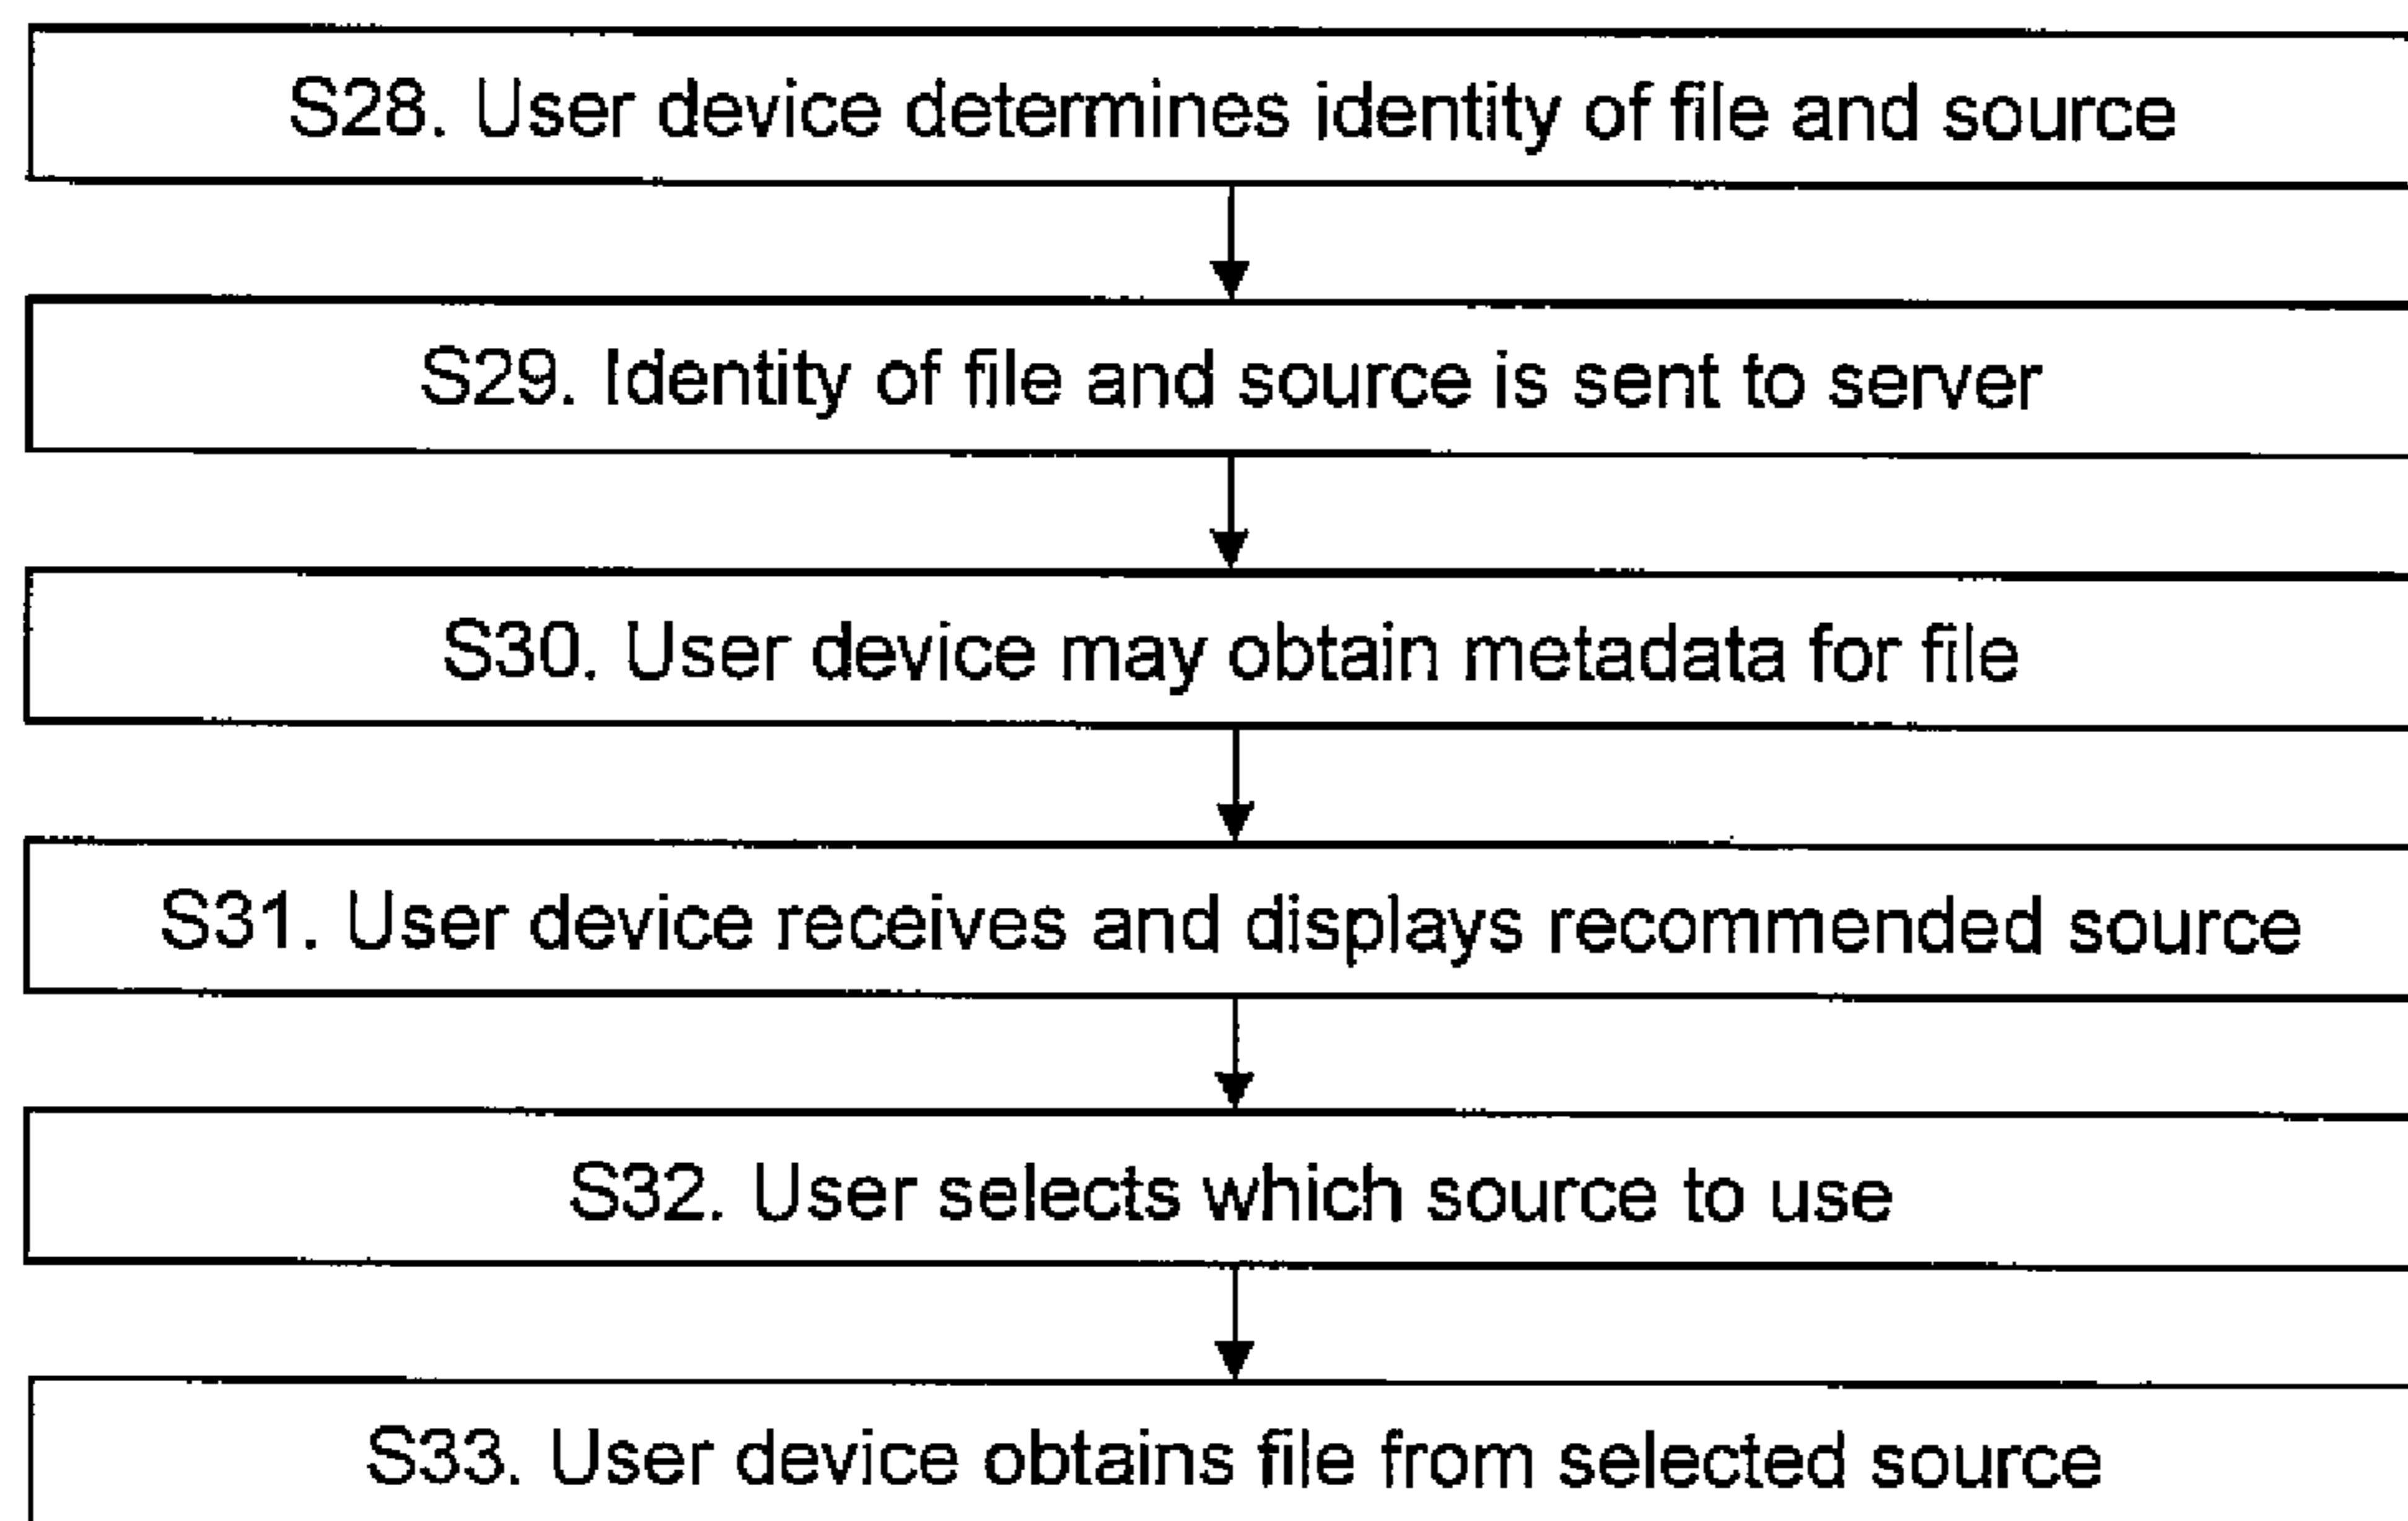 S28. User device determines identity of file and source
S29. Identity of file and source is sent to server
S30. User device may obtain metadata for file
S31. User device receives and displays recommended source
S32. User selects which source to use
S33. User device obtains file from selected source